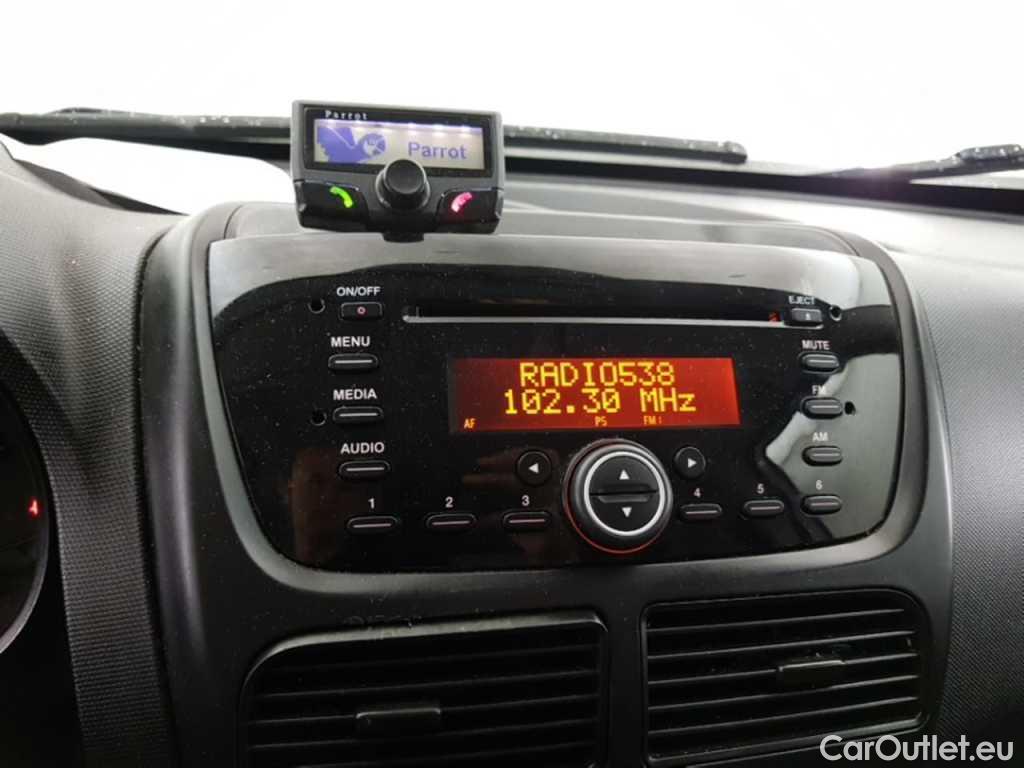 Parrot
Parrot
ON/OFF
EJECT
MENU
MUTE
RADIO538
MEDIA
102.30 MHz
FM
AF PS FM1
AUDIO
AM
1 2 3 4 5 6
CarOutlet.eu